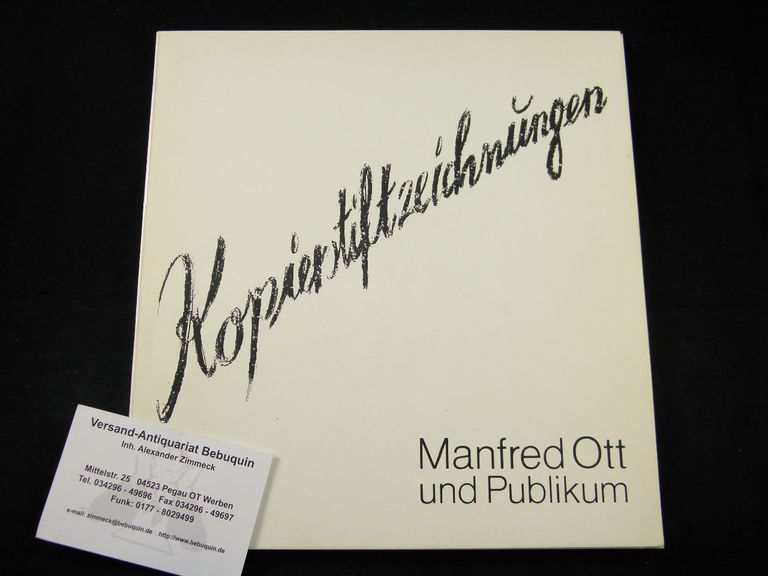 Kopierstiftzeichnungen
Manfred Ott
und Publikum
Versand-Antiquariat Bebuquin
Inh. Alexander Zimmeck
Mittelstr. 25 04523 Pegau OT Werben
Tel. 034296 - 49696 Fax 034296 - 49697
Funk: 0177 - 8029499
e-mail: zimmeck@bebuquin.de http://www.bebuquin.de